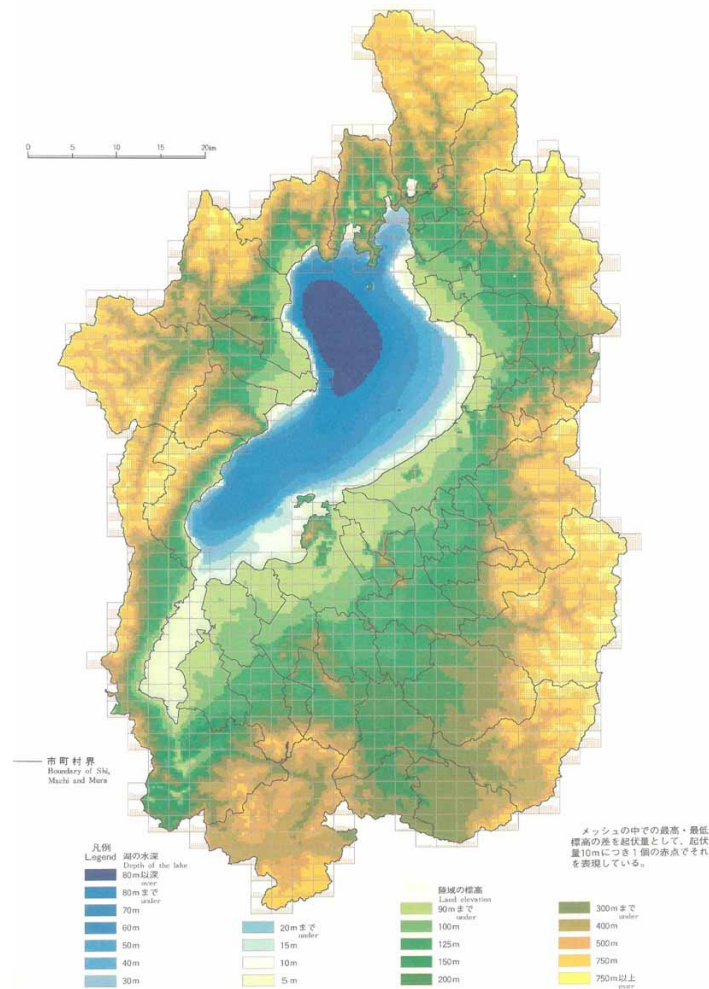 0 5 10 15 20km
市町村界
Boundary of Shi,
Machi and Mura
凡例
Legend
湖の水深
Depth of the lake
80m以深
over
80mまで
under
70m
60m
50m
40m
30m
20mまで
under
15m
10m
5m
陸域の標高
Land elevation
90mまで
under
100m
125m
150m
200m
300mまで
under
400m
500m
750m
750m以上
over
メッシュの中での最高・最低
標高の差を起伏量として、起伏
量10mにつき1個の赤点でそれ
を表現している。